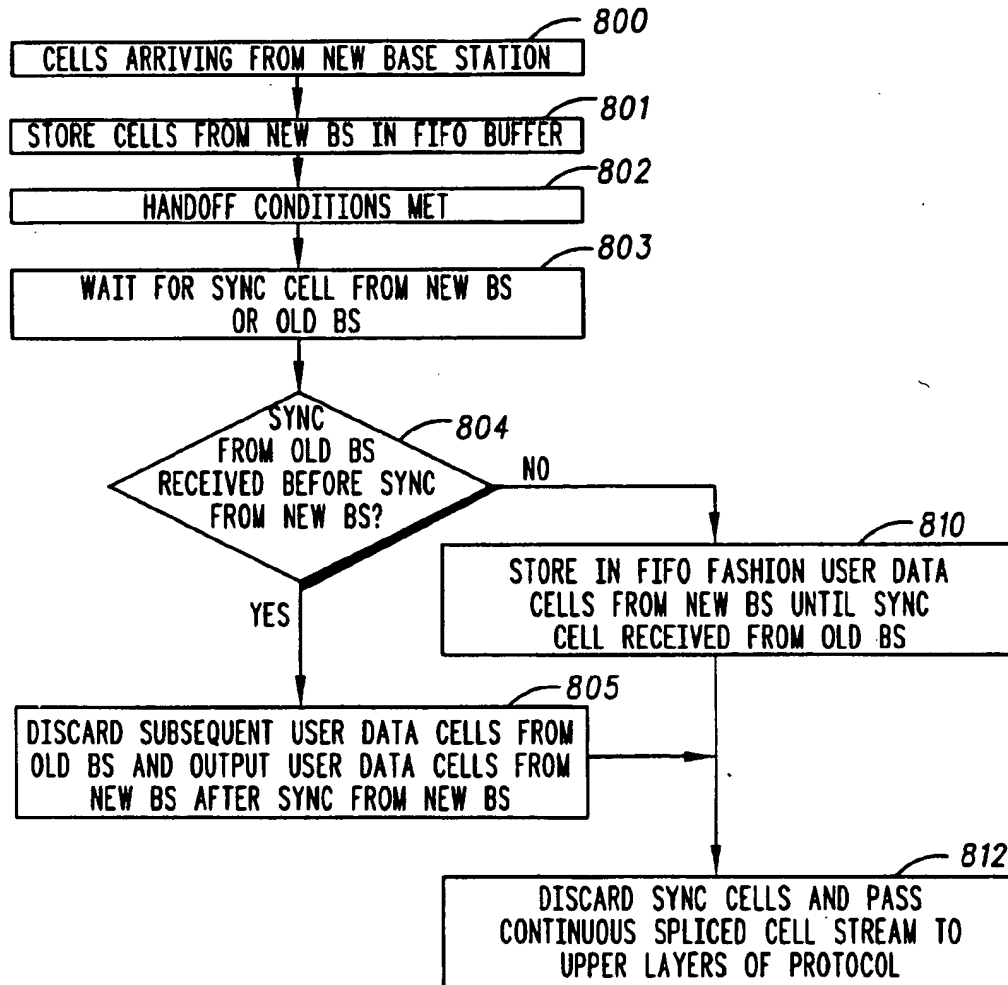 800
CELLS ARRIVING FROM NEW BASE STATION
801
STORE CELLS FROM NEW BS IN FIFO BUFFER
802
HANDOFF CONDITIONS MET
803
WAIT FOR SYNC CELL FROM NEW BS
OR OLD BS
804
SYNC
FROM OLD BS
RECEIVED BEFORE SYNC
FROM NEW BS?
NO
YES
810
STORE IN FIFO FASHION USER DATA
CELLS FROM NEW BS UNTIL SYNC
CELL RECEIVED FROM OLD BS
805
DISCARD SUBSEQUENT USER DATA CELLS FROM
OLD BS AND OUTPUT USER DATA CELLS FROM
NEW BS AFTER SYNC FROM NEW BS
812
DISCARD SYNC CELLS AND PASS
CONTINUOUS SPLICED CELL STREAM TO
UPPER LAYERS OF PROTOCOL